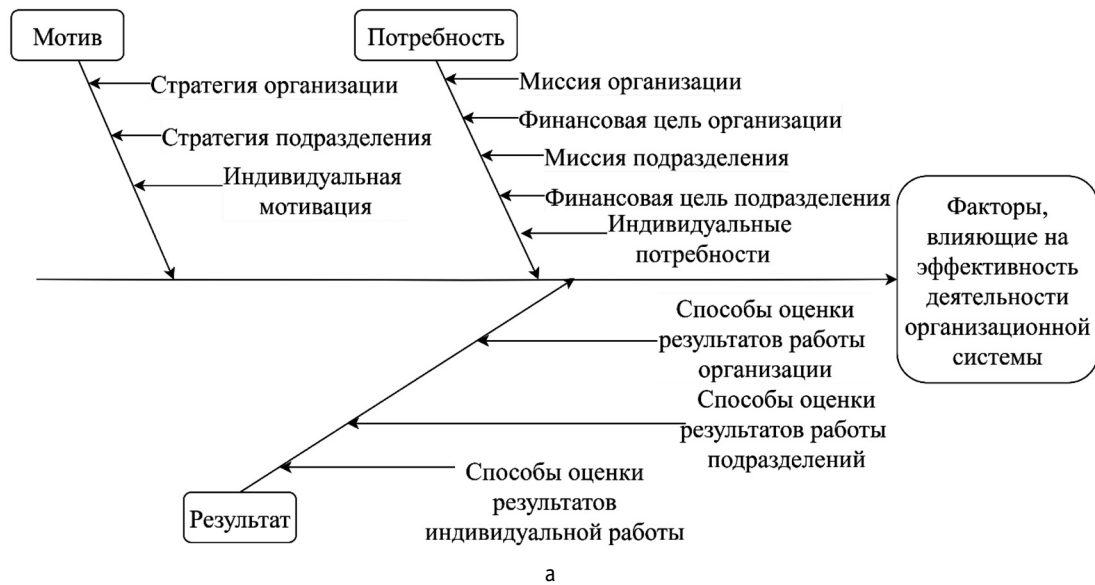 Мотив
Стратегия организации
Стратегия подразделения
Индивидуальная
мотивация
Потребность
Миссия организации
Финансовая цель организации
Миссия подразделения
Финансовая цель подразделения
Индивидуальные
потребности
Факторы,
влияющие на
эффективность
деятельности
организационной
системы
Способы оценки
результатов работы
организации
Способы оценки
результатов работы
подразделений
Способы оценки
результатов
индивидуальной работы
Результат
а